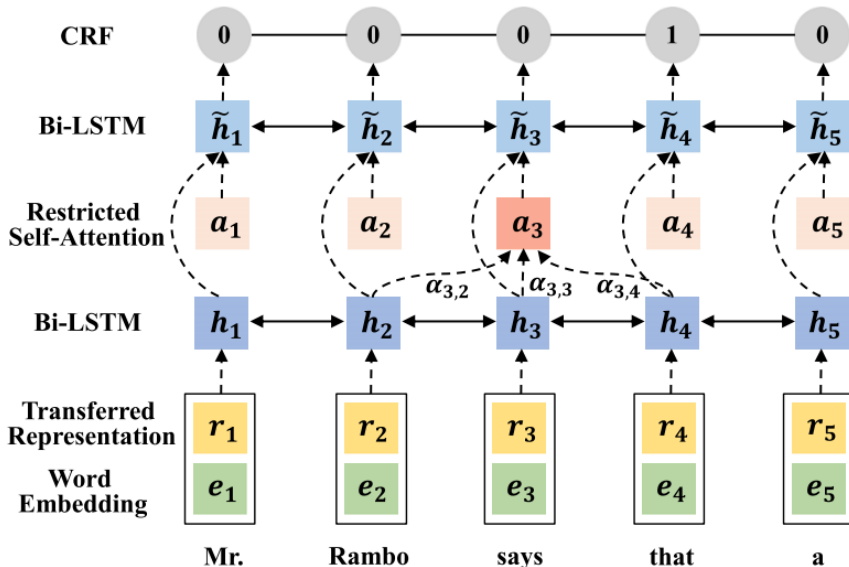 CRF 0 0 0 1 0
Bi-LSTM h̃₁ h̃₂ h̃₃ h̃₄ h̃₅
Restricted
Self-Attention
a₁ a₂ a₃ a₄ a₅
α₃,₂ α₃,₃ α₃,₄
Bi-LSTM h₁ h₂ h₃ h₄ h₅
Transferred
Representation
r₁ r₂ r₃ r₄ r₅
Word
Embedding
e₁ e₂ e₃ e₄ e₅
Mr. Rambo says that a